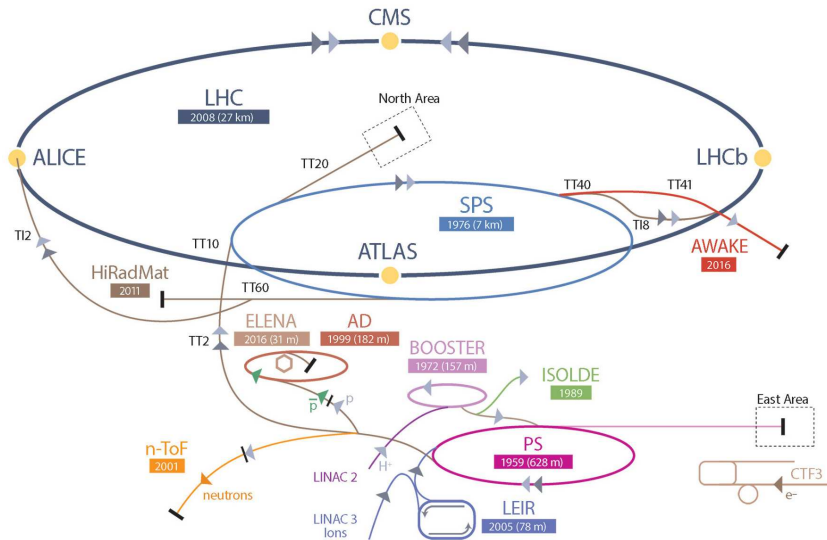 CMS
LHC
2008 (27 km)
North Area
ALICE
LHCb
TT20
TT40
TT41
SPS
1976 (7 km)
TI8
TI2
TT10
ATLAS
AWAKE
2016
HiRadMat
2011
TT60
ELENA
2016 (31 m)
AD
1999 (182 m)
TT2
BOOSTER
1972 (157 m)
ISOLDE
1989
p
p̅
East Area
n-ToF
2001
PS
1959 (628 m)
H⁺
LINAC 2
neutrons
CTF3
e⁻
LEIR
2005 (78 m)
LINAC 3
Ions